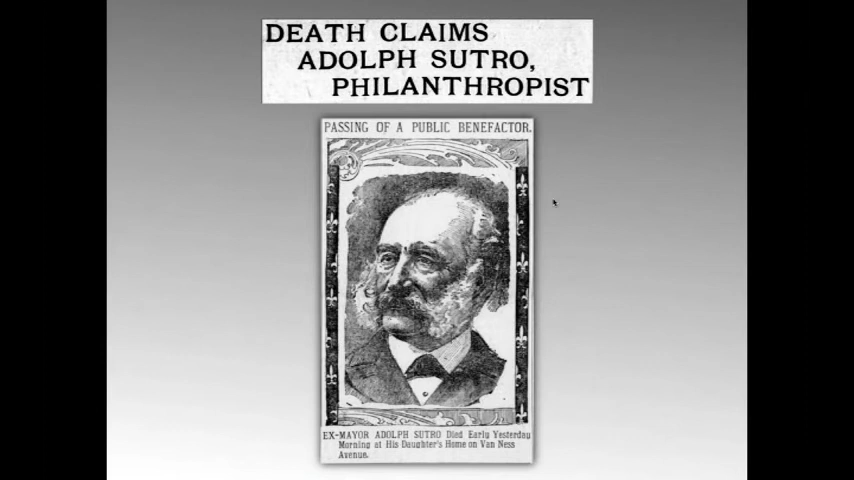 DEATH CLAIMS
ADOLPH SUTRO,
PHILANTHROPIST
PASSING OF A PUBLIC BENEFACTOR.
EX-MAYOR ADOLPH SUTRO Died Early Yesterday
Morning at His Daughter's Home on Van Ness
Avenue.